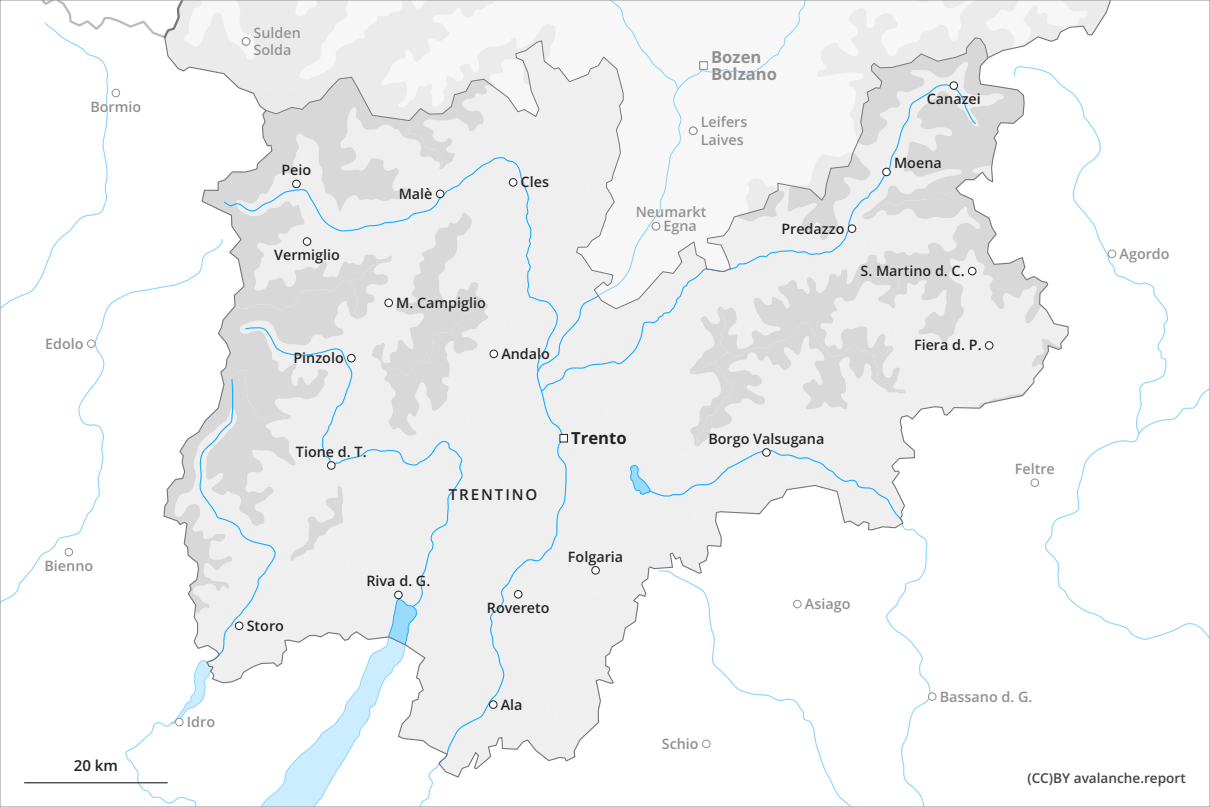 Sulden
Solda
Bozen
Bolzano
Bormio
Canazei
Leifers
Laives
Moena
Peio
Malè
Cles
Neumarkt
Egna
Predazzo
Vermiglio
Agordo
S. Martino d. C.
M. Campiglio
Edolo
Pinzolo
Andalo
Fiera d. P.
Trento
Borgo Valsugana
Tione d. T.
Feltre
TRENTINO
Bienno
Folgaria
Riva d. G.
Rovereto
Asiago
Storo
Bassano d. G.
Ala
Idro
Schio
20 km
(CC)BY avalanche.report